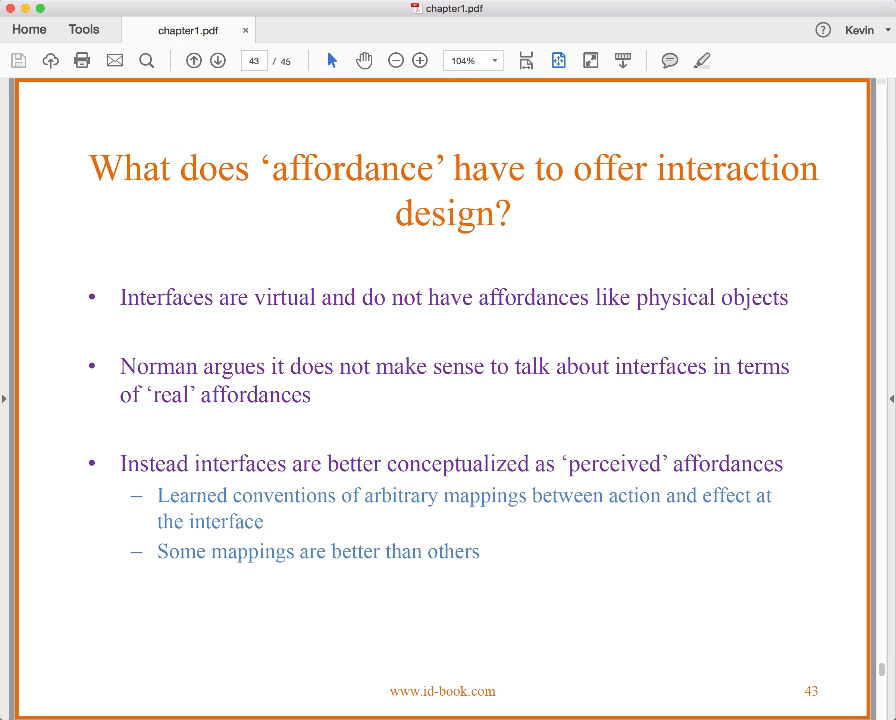 chapter1.pdf
Home
Tools
chapter1.pdf
×
?
Kevin
43
/ 45
104%
What does ‘affordance’ have to offer interaction
design?
• Interfaces are virtual and do not have affordances like physical objects
• Norman argues it does not make sense to talk about interfaces in terms
of ‘real’ affordances
• Instead interfaces are better conceptualized as ‘perceived’ affordances
– Learned conventions of arbitrary mappings between action and effect at
the interface
– Some mappings are better than others
www.id-book.com
43